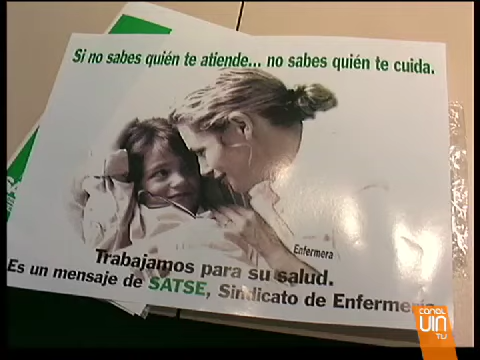 Si no sabes quién te atiende... no sabes quién te cuida.
Enfermera
Trabajamos para su salud.
Es un mensaje de SATSE, Sindicato de Enfermería
CANAL
UIN
TV